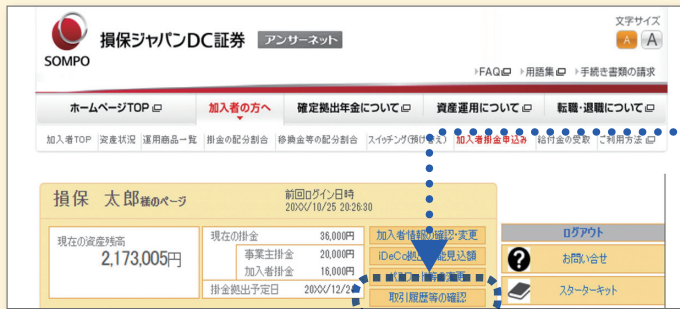 文字サイズ
SOMPO
損保ジャパンDC証券 アンサーネット
A A
FAQ 用語集 手続き書類の請求
ホームページTOP 加入者の方へ 確定拠出年金について 資産運用について 転職・退職について
加入者TOP 資産状況 運用商品一覧 掛金の配分割合 移換金等の配分割合 スイッチング(預け替え) 加入者掛金申込み 給付金の受取 ご利用方法
損保 太郎様のページ
前回ログイン日時
20XX/10/25 20:26:30
現在の資産残高
2,173,005円
現在の掛金 36,000円
事業主掛金 20,000円
加入者掛金 16,000円
掛金拠出予定日 20XX/12/2
加入者情報の確認・変更
iDeCo拠 能見込額
変更
取引履歴等の確認
ログアウト
お問い合せ
スターターキット